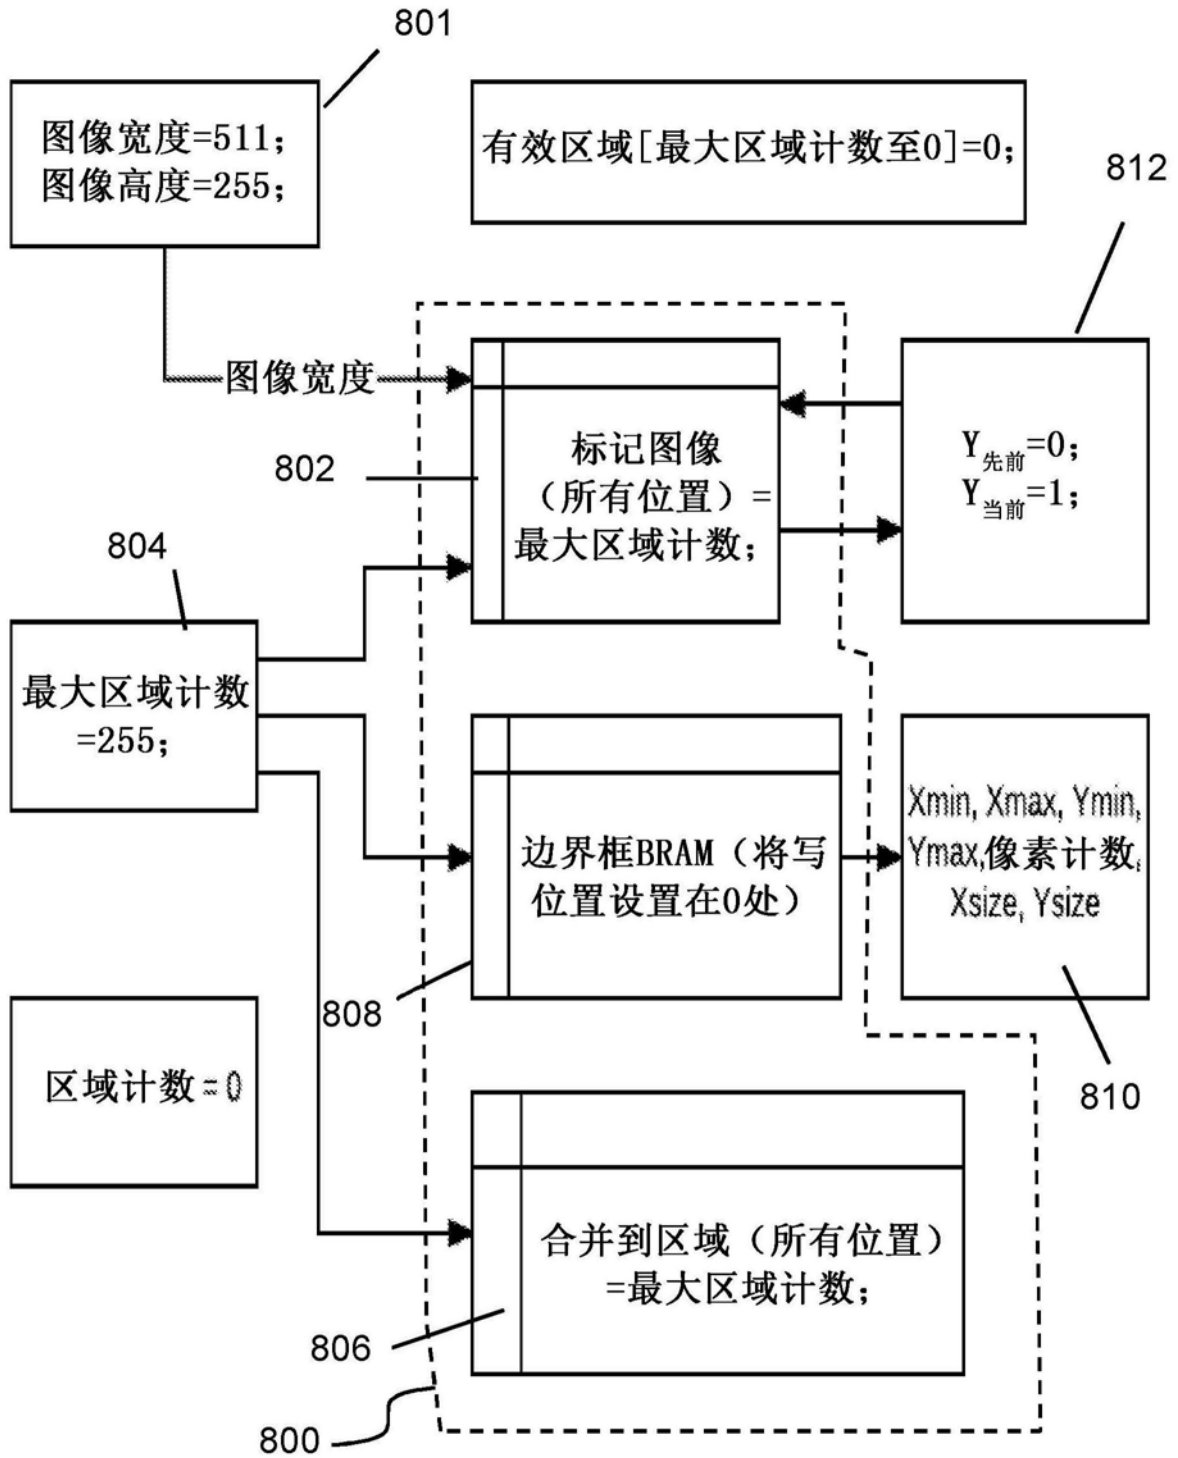 801
图像宽度=511；
图像高度=255；
有效区域[最大区域计数至0]=0；
812
图像宽度
802
标记图像
（所有位置）=
最大区域计数；
Y先前=0；
Y当前=1；
804
最大区域计数
=255；
边界框BRAM（将写
位置设置在0处）
Xmin, Xmax, Ymin,
Ymax,像素计数,
Xsize, Ysize
808
810
区域计数=0
合并到区域（所有位置）
=最大区域计数；
806
800